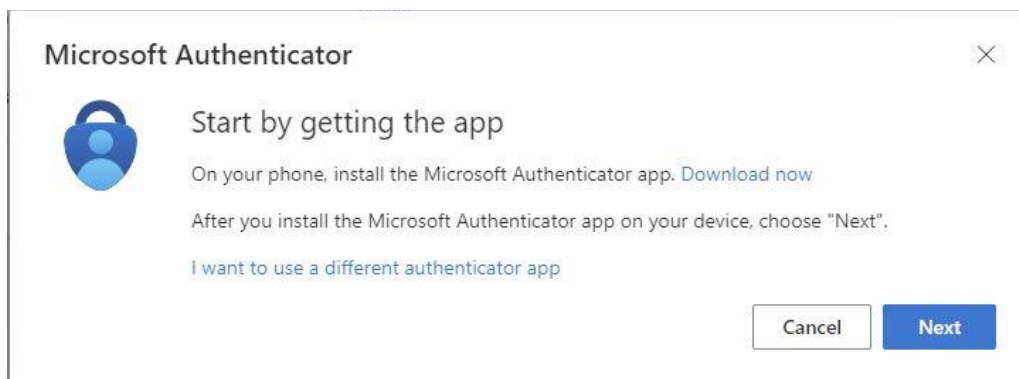 Microsoft Authenticator
Start by getting the app
On your phone, install the Microsoft Authenticator app. Download now
After you install the Microsoft Authenticator app on your device, choose "Next".
I want to use a different authenticator app
Cancel Next